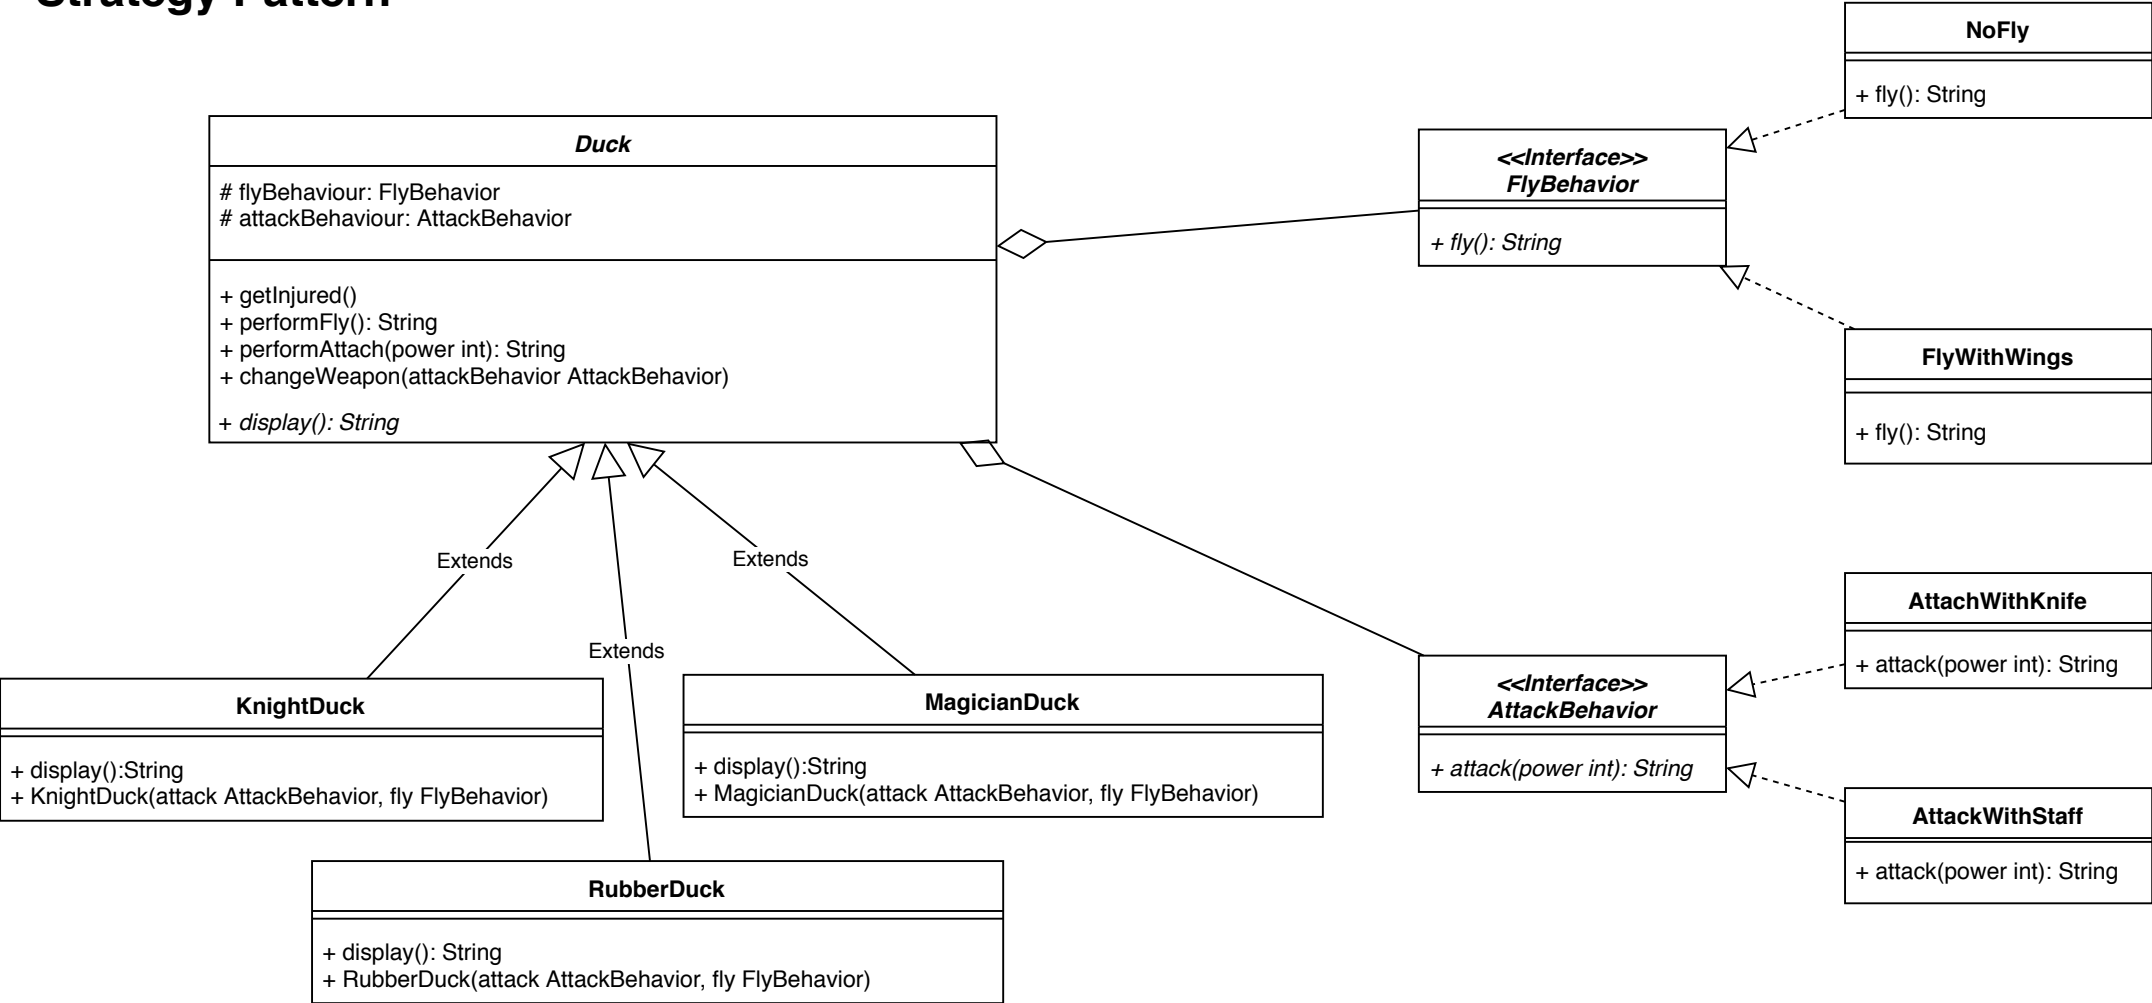 Strategy Pattern
Duck
# flyBehaviour: FlyBehavior
# attackBehaviour: AttackBehavior
+ getInjured()
+ performFly(): String
+ performAttach(power int): String
+ changeWeapon(attackBehavior AttackBehavior)
+ display(): String
<<Interface>>
FlyBehavior
+ fly(): String
NoFly
+ fly(): String
FlyWithWings
+ fly(): String
Extends
Extends
Extends
KnightDuck
+ display():String
+ KnightDuck(attack AttackBehavior, fly FlyBehavior)
MagicianDuck
+ display():String
+ MagicianDuck(attack AttackBehavior, fly FlyBehavior)
RubberDuck
+ display(): String
+ RubberDuck(attack AttackBehavior, fly FlyBehavior)
<<Interface>>
AttackBehavior
+ attack(power int): String
AttachWithKnife
+ attack(power int): String
AttackWithStaff
+ attack(power int): String